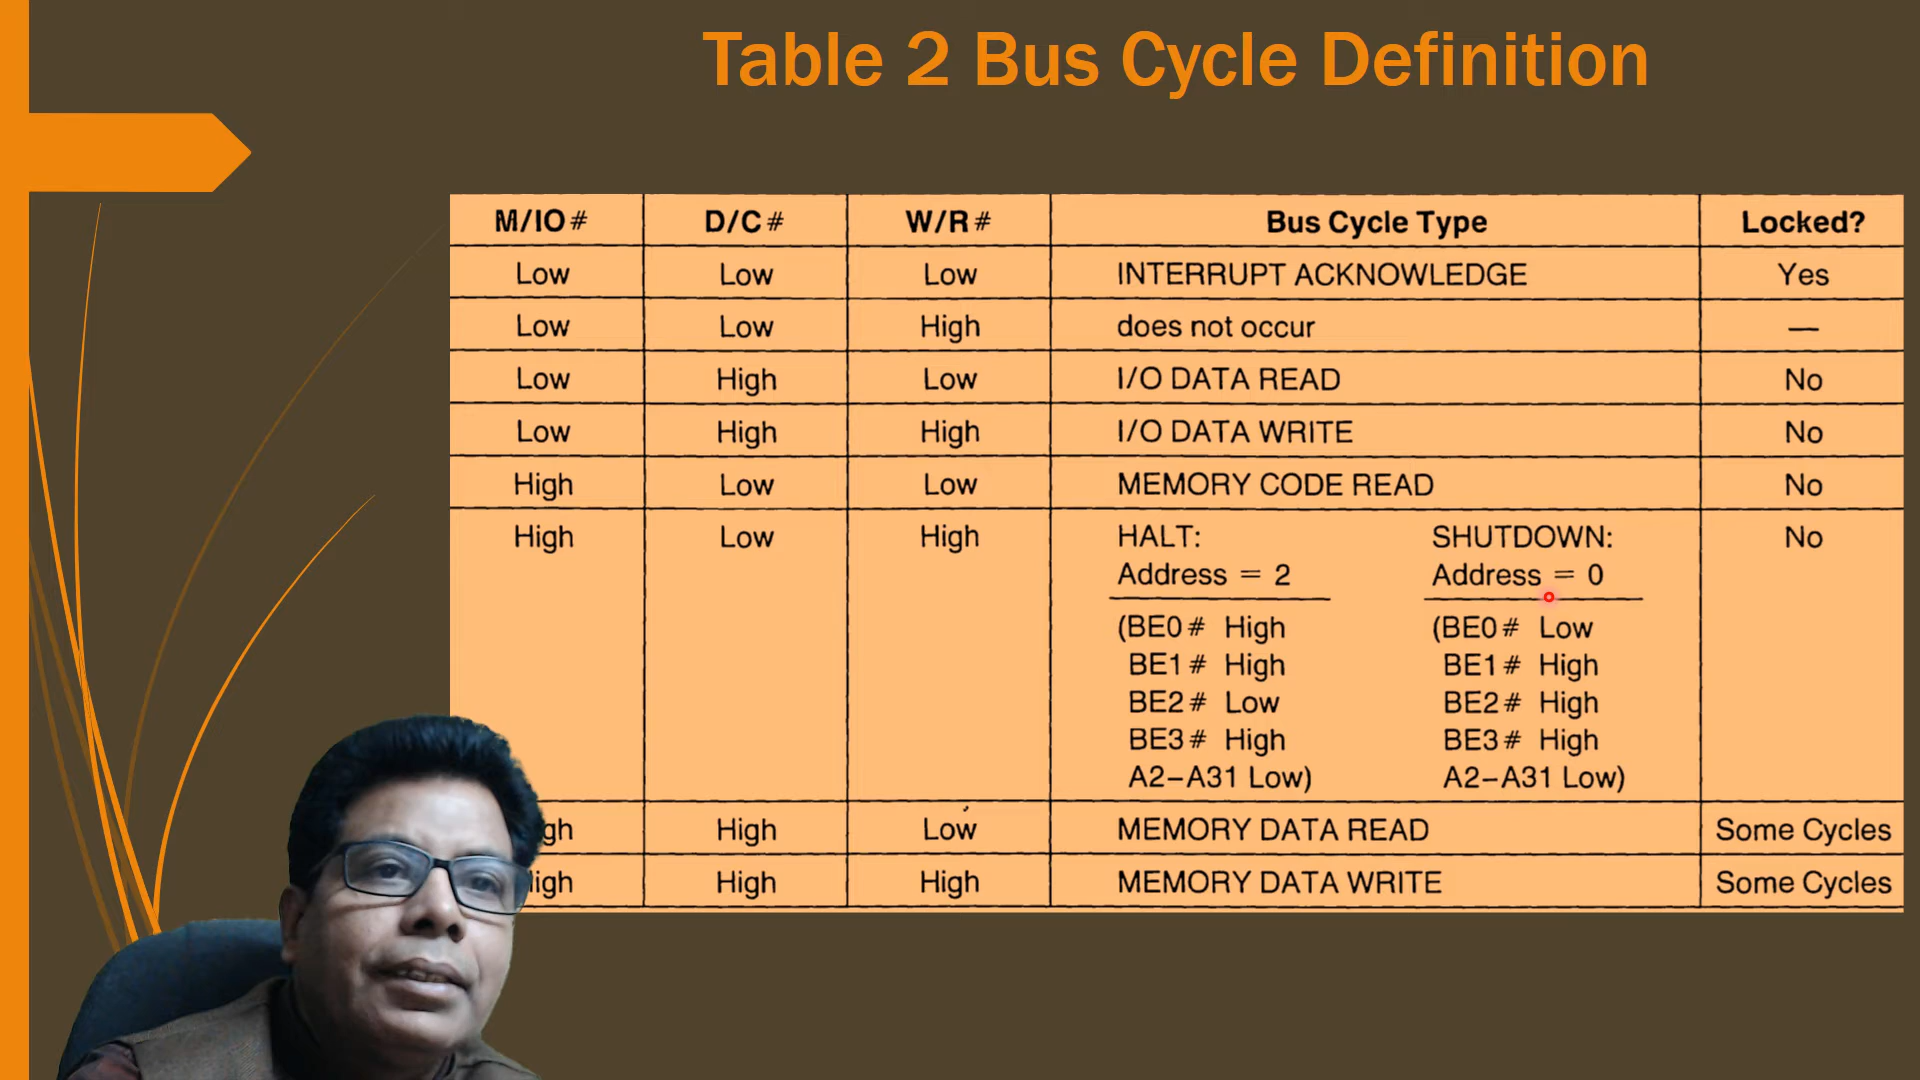 Table 2 Bus Cycle Definition
M/IO# D/C# W/R# Bus Cycle Type Locked?
Low Low Low INTERRUPT ACKNOWLEDGE Yes
Low Low High does not occur —
Low High Low I/O DATA READ No
Low High High I/O DATA WRITE No
High Low Low MEMORY CODE READ No
High Low High HALT: SHUTDOWN: No
Address = 2 Address = 0
(BE0# High (BE0# Low
BE1# High BE1# High
BE2# Low BE2# High
BE3# High BE3# High
A2–A31 Low) A2–A31 Low)
High Low MEMORY DATA READ Some Cycles
High High MEMORY DATA WRITE Some Cycles